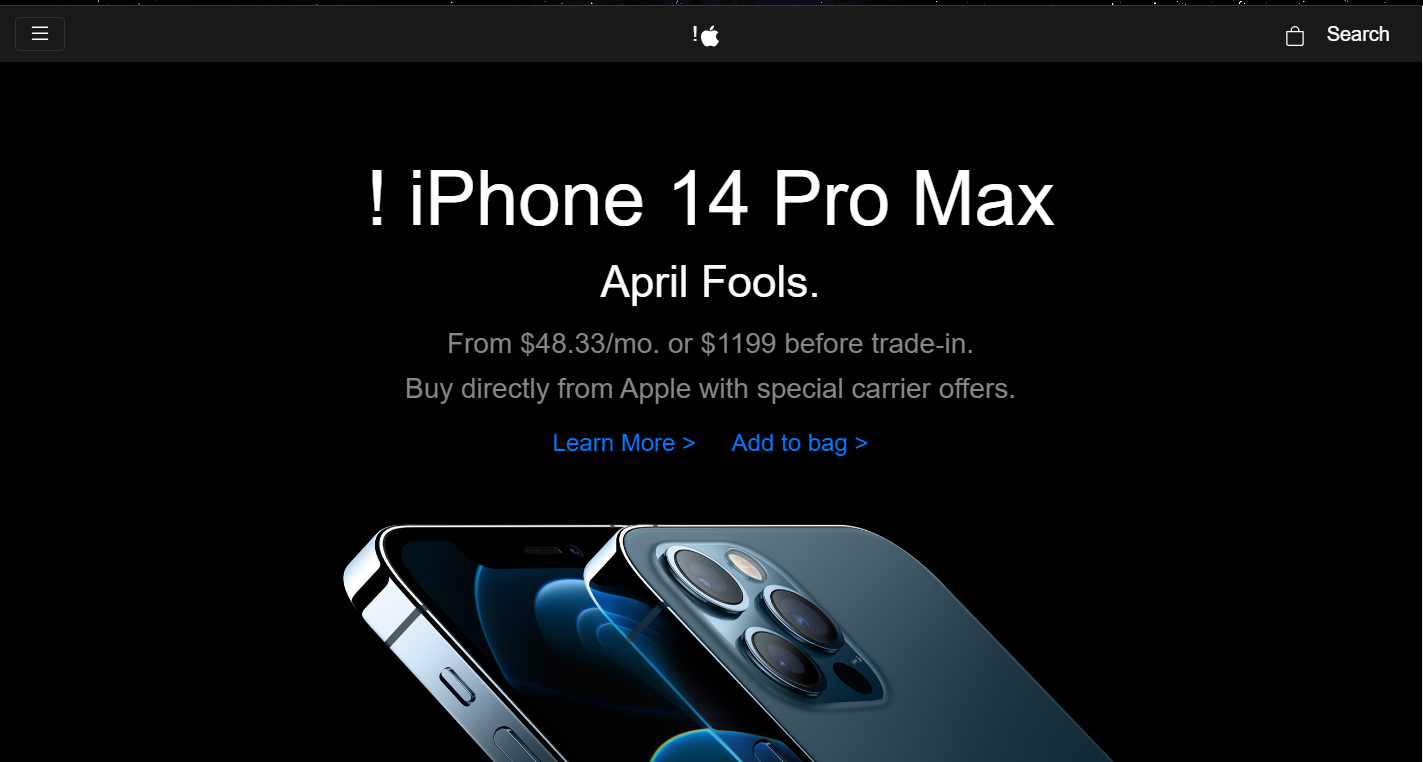 !
Search
! iPhone 14 Pro Max
April Fools.
From $48.33/mo. or $1199 before trade-in.
Buy directly from Apple with special carrier offers.
Learn More > Add to bag >